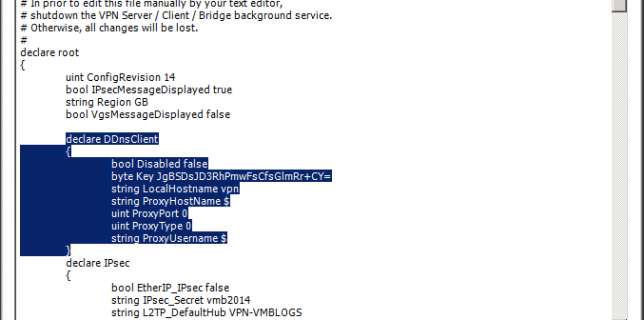 # In prior to edit this file manually by your text editor,
# shutdown the VPN Server / Client / Bridge background service.
# Otherwise, all changes will be lost.
#
declare root
{
uint ConfigRevision 14
bool IPsecMessageDisplayed true
string Region GB
bool VgsMessageDisplayed false
declare DDnsClient
{
bool Disabled false
byte Key JgBSDsJD3RhPmwFsCfsGlmRr+CY=
string LocalHostname vpn
string ProxyHostName $
uint ProxyPort 0
uint ProxyType 0
string ProxyUsername $
}
declare IPsec
{
bool EtherIP_IPsec false
string IPsec_Secret vmb2014
string L2TP_DefaultHub VPN-VMBLOGS